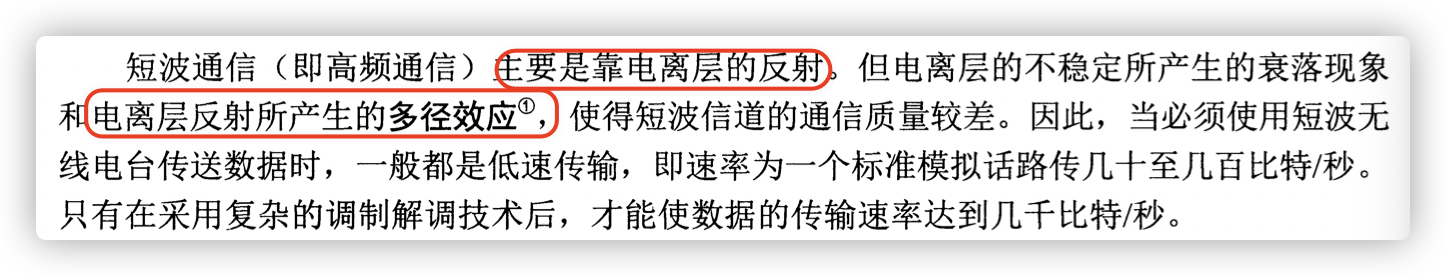 短波通信（即高频通信）主要是靠电离层的反射。但电离层的不稳定所产生的衰落现象
和电离层反射所产生的多径效应①，使得短波信道的通信质量较差。因此，当必须使用短波无
线电台传送数据时，一般都是低速传输，即速率为一个标准模拟话路传几十至几百比特/秒。
只有在采用复杂的调制解调技术后，才能使数据的传输速率达到几千比特/秒。